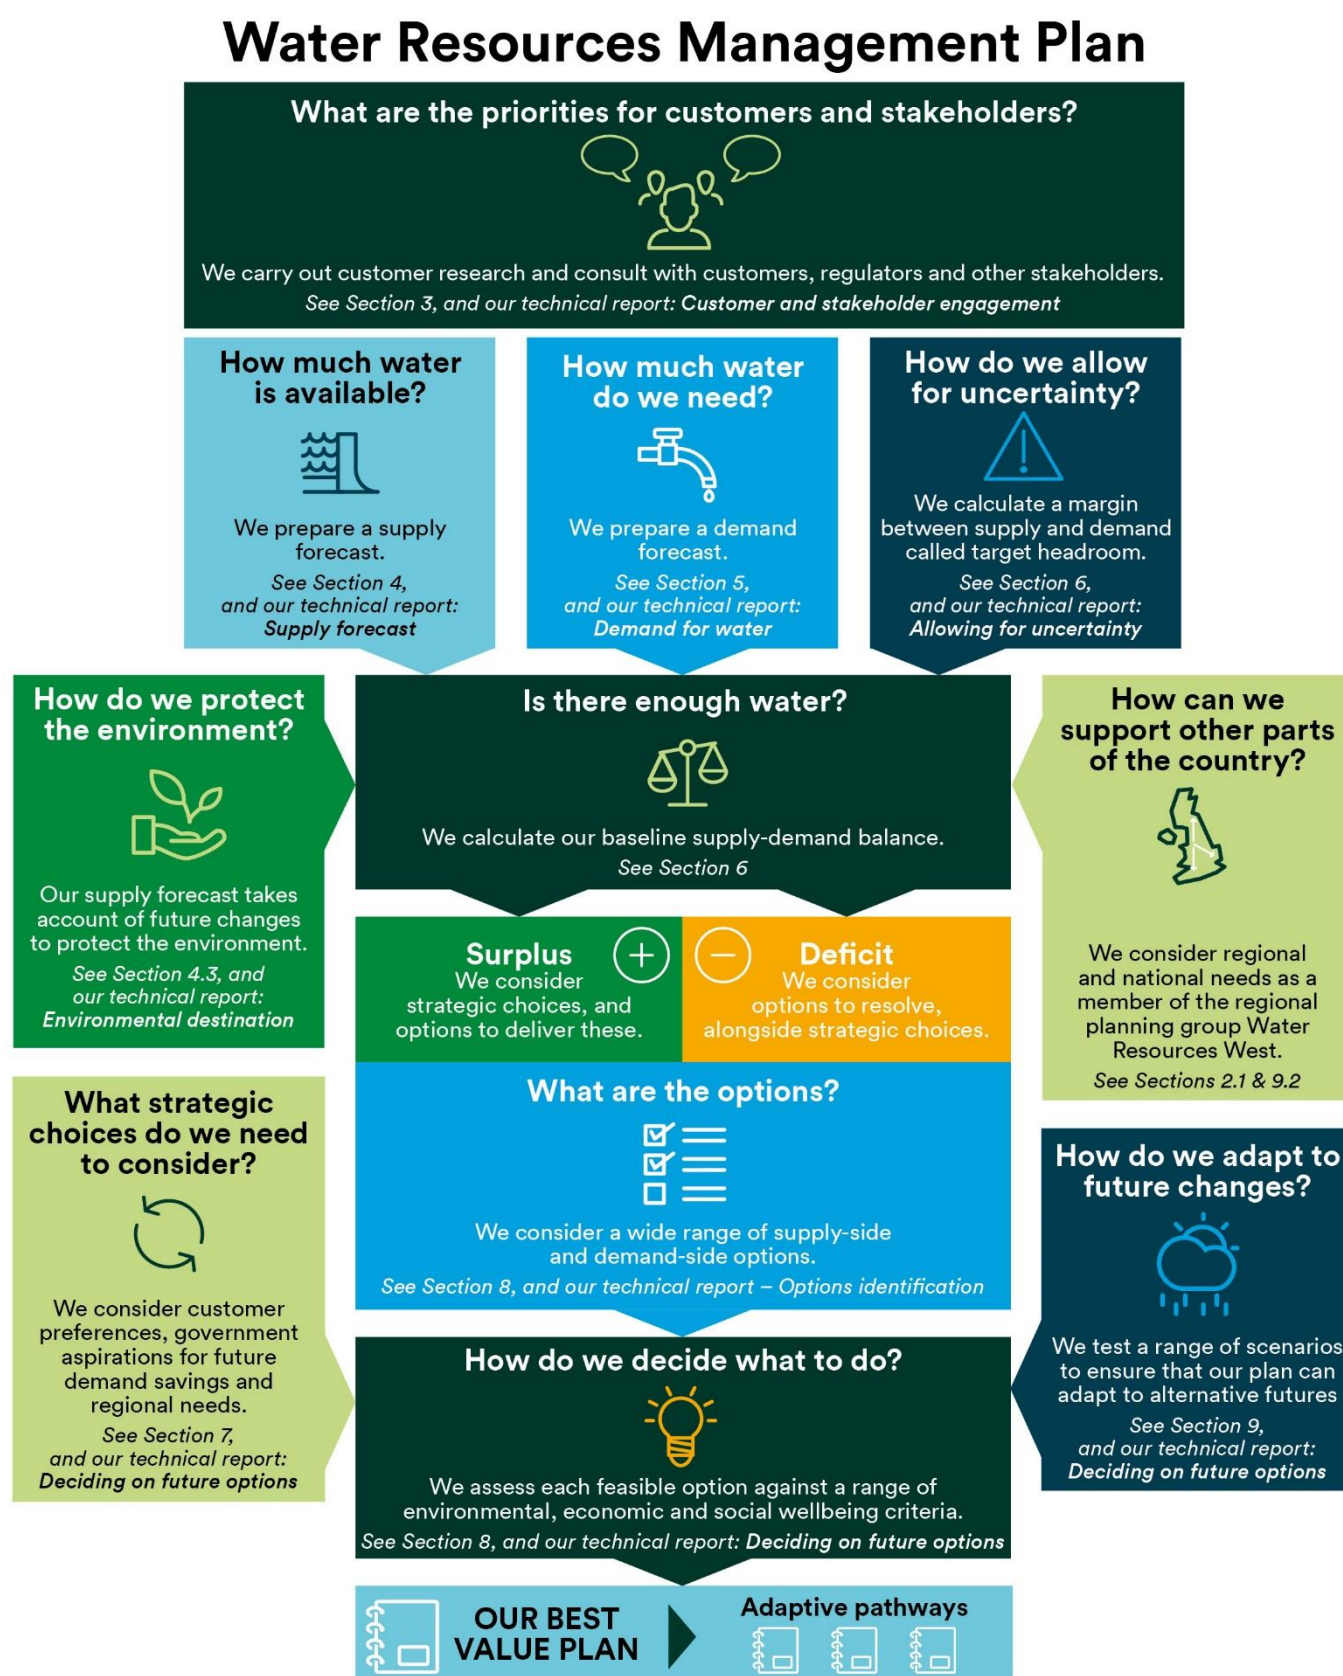 Water Resources Management Plan
What are the priorities for customers and stakeholders?
We carry out customer research and consult with customers, regulators and other stakeholders.
See Section 3, and our technical report: Customer and stakeholder engagement
How much water
is available?
We prepare a supply
forecast.
See Section 4,
and our technical report:
Supply forecast
How much water
do we need?
We prepare a demand
forecast.
See Section 5,
and our technical report:
Demand for water
How do we allow
for uncertainty?
We calculate a margin
between supply and demand
called target headroom.
See Section 6,
and our technical report:
Allowing for uncertainty
How do we protect
the environment?
Our supply forecast takes
account of future changes
to protect the environment.
See Section 4.3, and
our technical report:
Environmental destination
Is there enough water?
We calculate our baseline supply-demand balance.
See Section 6
How can we
support other parts
of the country?
We consider regional
and national needs as a
member of the regional
planning group Water
Resources West.
See Sections 2.1 & 9.2
Surplus
We consider
strategic choices, and
options to deliver these.
Deficit
We consider
options to resolve,
alongside strategic choices.
What strategic
choices do we need
to consider?
We consider customer
preferences, government
aspirations for future
demand savings and
regional needs.
See Section 7,
and our technical report:
Deciding on future options
What are the options?
We consider a wide range of supply-side
and demand-side options.
See Section 8, and our technical report – Options identification
How do we adapt to
future changes?
We test a range of scenarios
to ensure that our plan can
adapt to alternative futures
See Section 9,
and our technical report:
Deciding on future options
How do we decide what to do?
We assess each feasible option against a range of
environmental, economic and social wellbeing criteria.
See Section 8, and our technical report: Deciding on future options
OUR BEST
VALUE PLAN
Adaptive pathways